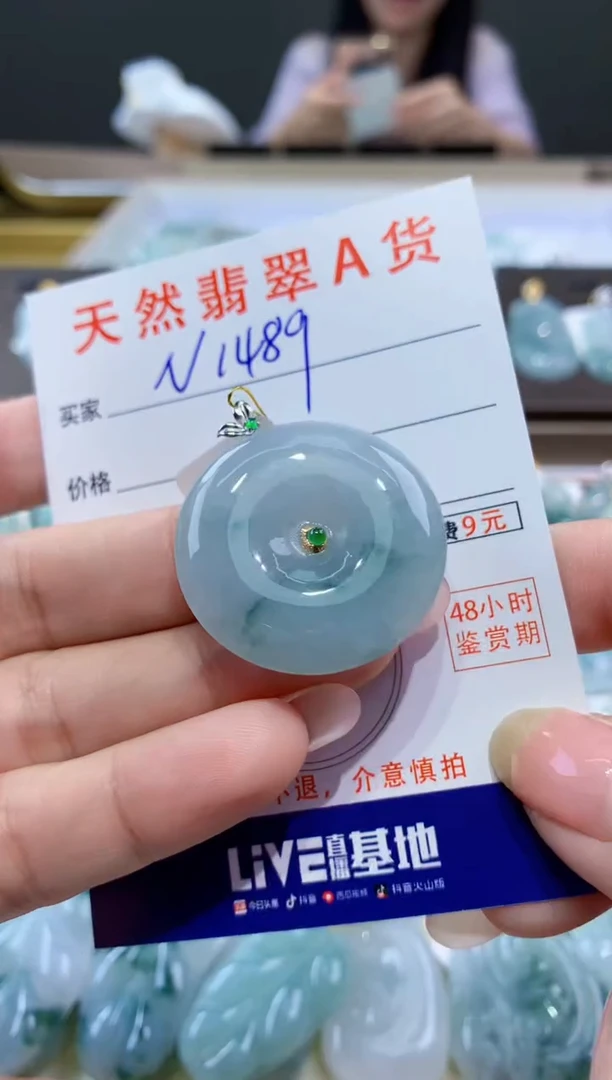 天然翡翠A货
N1489
买家
价格
费9元
48小时
鉴赏期
不退，介意慎拍
LiVE直播基地
今日头条 抖音 西瓜视频 抖音火山版